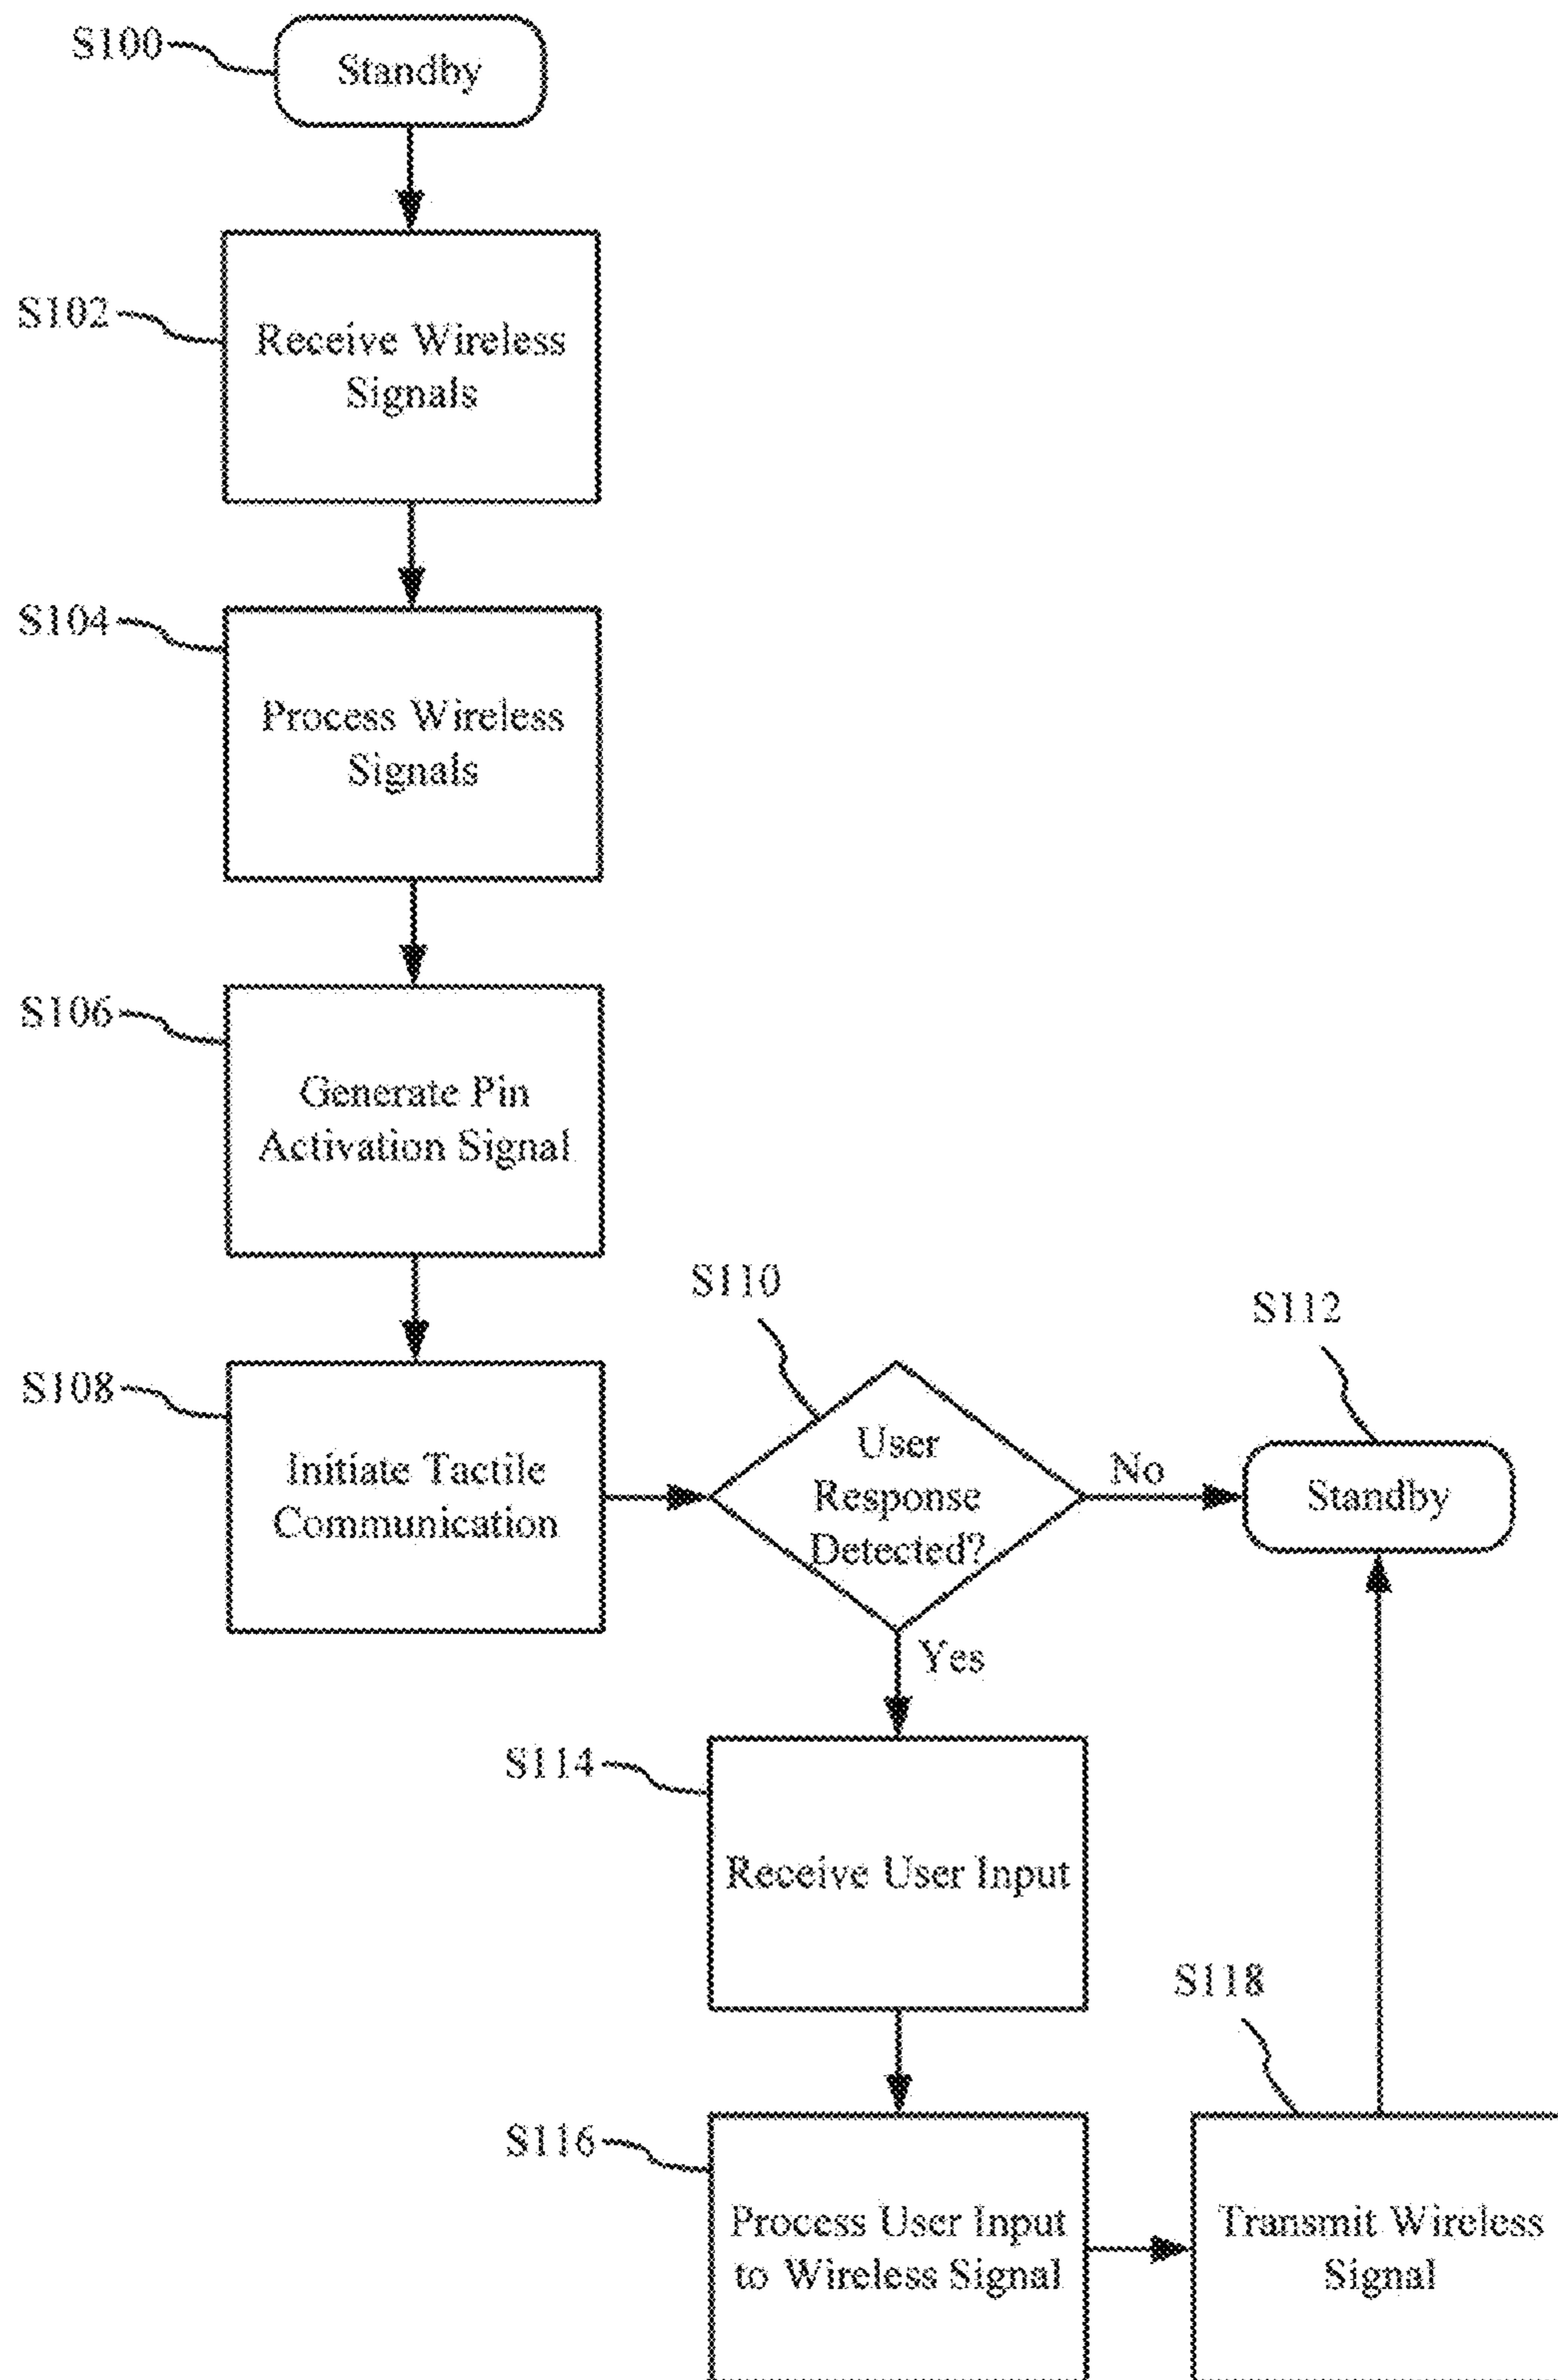 S100
Standby
S102
Receive Wireless
Signals
S104
Process Wireless
Signals
S106
Generate Pin
Activation Signal
S108
Initiate Tactile
Communication
S110
User
Response
Detected?
No
S112
Standby
Yes
S114
Receive User Input
S116
Process User Input
to Wireless Signal
S118
Transmit Wireless
Signal